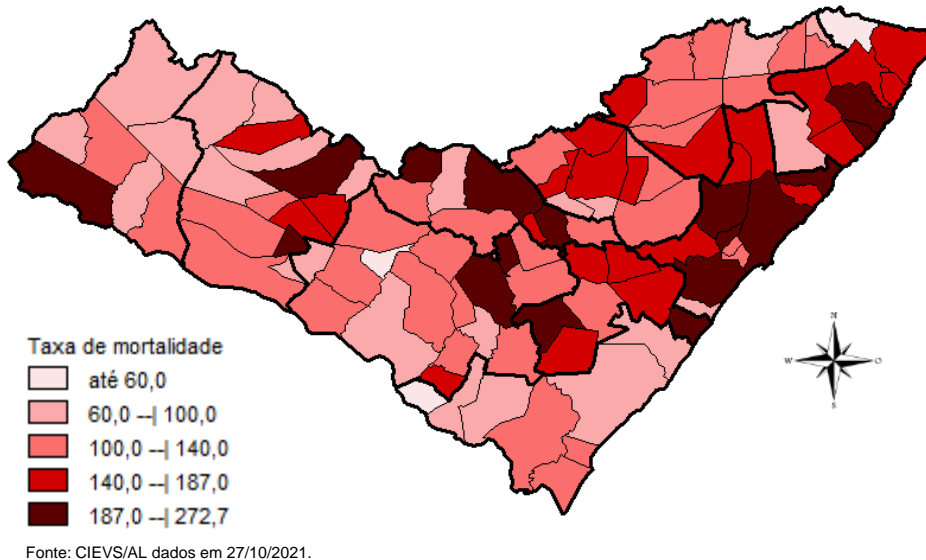 N
W
O
S
Taxa de mortalidade
até 60,0
60,0 --| 100,0
100,0 --| 140,0
140,0 --| 187,0
187,0 --| 272,7
Fonte: CIEVS/AL dados em 27/10/2021.